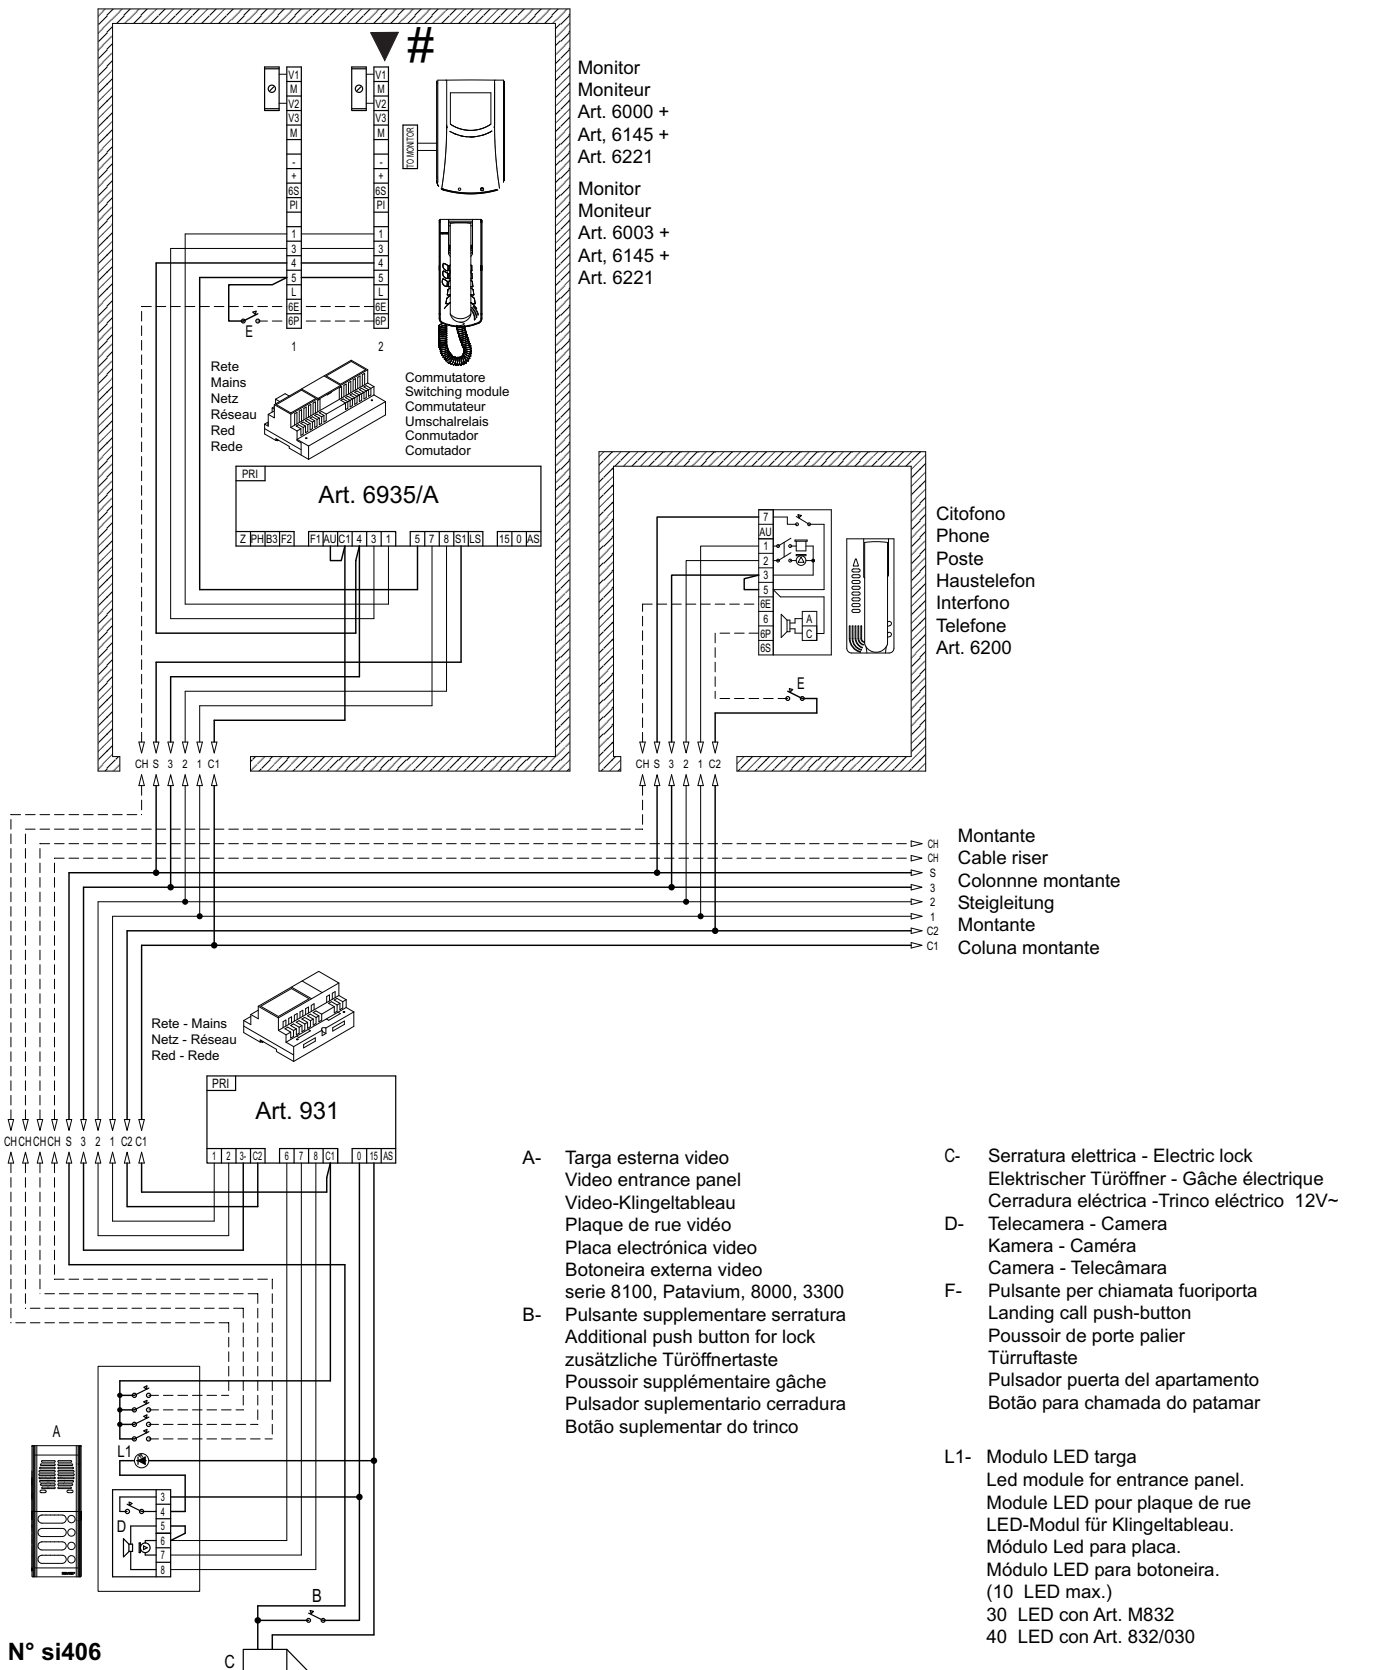 #
V1
M
V2
V3
M
-
+
6S
PI
1
3
4
5
L
6E
6P
1
V1
M
V2
V3
M
-
+
6S
PI
1
3
4
5
L
6E
6P
2
E
TO MONITOR
Monitor
Moniteur
Art. 6000 +
Art, 6145 +
Art. 6221
Monitor
Moniteur
Art. 6003 +
Art, 6145 +
Art. 6221
Rete
Mains
Netz
Réseau
Red
Rede
Commutatore
Switching module
Commutateur
Umschalrelais
Conmutador
Comutador
PRI
Art. 6935/A
Z PH B3 F2 F1 AU C1 4 3 1 5 7 8 S1 LS 15 0 AS
CH S 3 2 1 C1
7
AU
1
2
3
5
6E
6
6P
6S
A
C
E
Citofono
Phone
Poste
Haustelefon
Interfono
Telefone
Art. 6200
CH S 3 2 1 C2
CH
CH
S
3
2
1
C2
C1
Montante
Cable riser
Colonnne montante
Steigleitung
Montante
Coluna montante
Rete - Mains
Netz - Réseau
Red - Rede
PRI
Art. 931
1 2 3- C2 6 7 8 C1 0 15 AS
CH CH CH CH S 3 2 1 C2 C1
A
L1
D
3
4
5
6
7
8
B
C
N° si406
A- Targa esterna video
Video entrance panel
Video-Klingeltableau
Plaque de rue vidéo
Placa electrónica video
Botoneira externa video
serie 8100, Patavium, 8000, 3300
B- Pulsante supplementare serratura
Additional push button for lock
zusätzliche Türöffnertaste
Poussoir supplémentaire gâche
Pulsador suplementario cerradura
Botão suplementar do trinco
C- Serratura elettrica - Electric lock
Elektrischer Türöffner - Gâche électrique
Cerradura eléctrica -Trinco eléctrico 12V~
D- Telecamera - Camera
Kamera - Caméra
Camera - Telecâmara
F- Pulsante per chiamata fuoriporta
Landing call push-button
Poussoir de porte palier
Türruftaste
Pulsador puerta del apartamento
Botão para chamada do patamar
L1- Modulo LED targa
Led module for entrance panel.
Module LED pour plaque de rue
LED-Modul für Klingeltableau.
Módulo Led para placa.
Módulo LED para botoneira.
(10 LED max.)
30 LED con Art. M832
40 LED con Art. 832/030